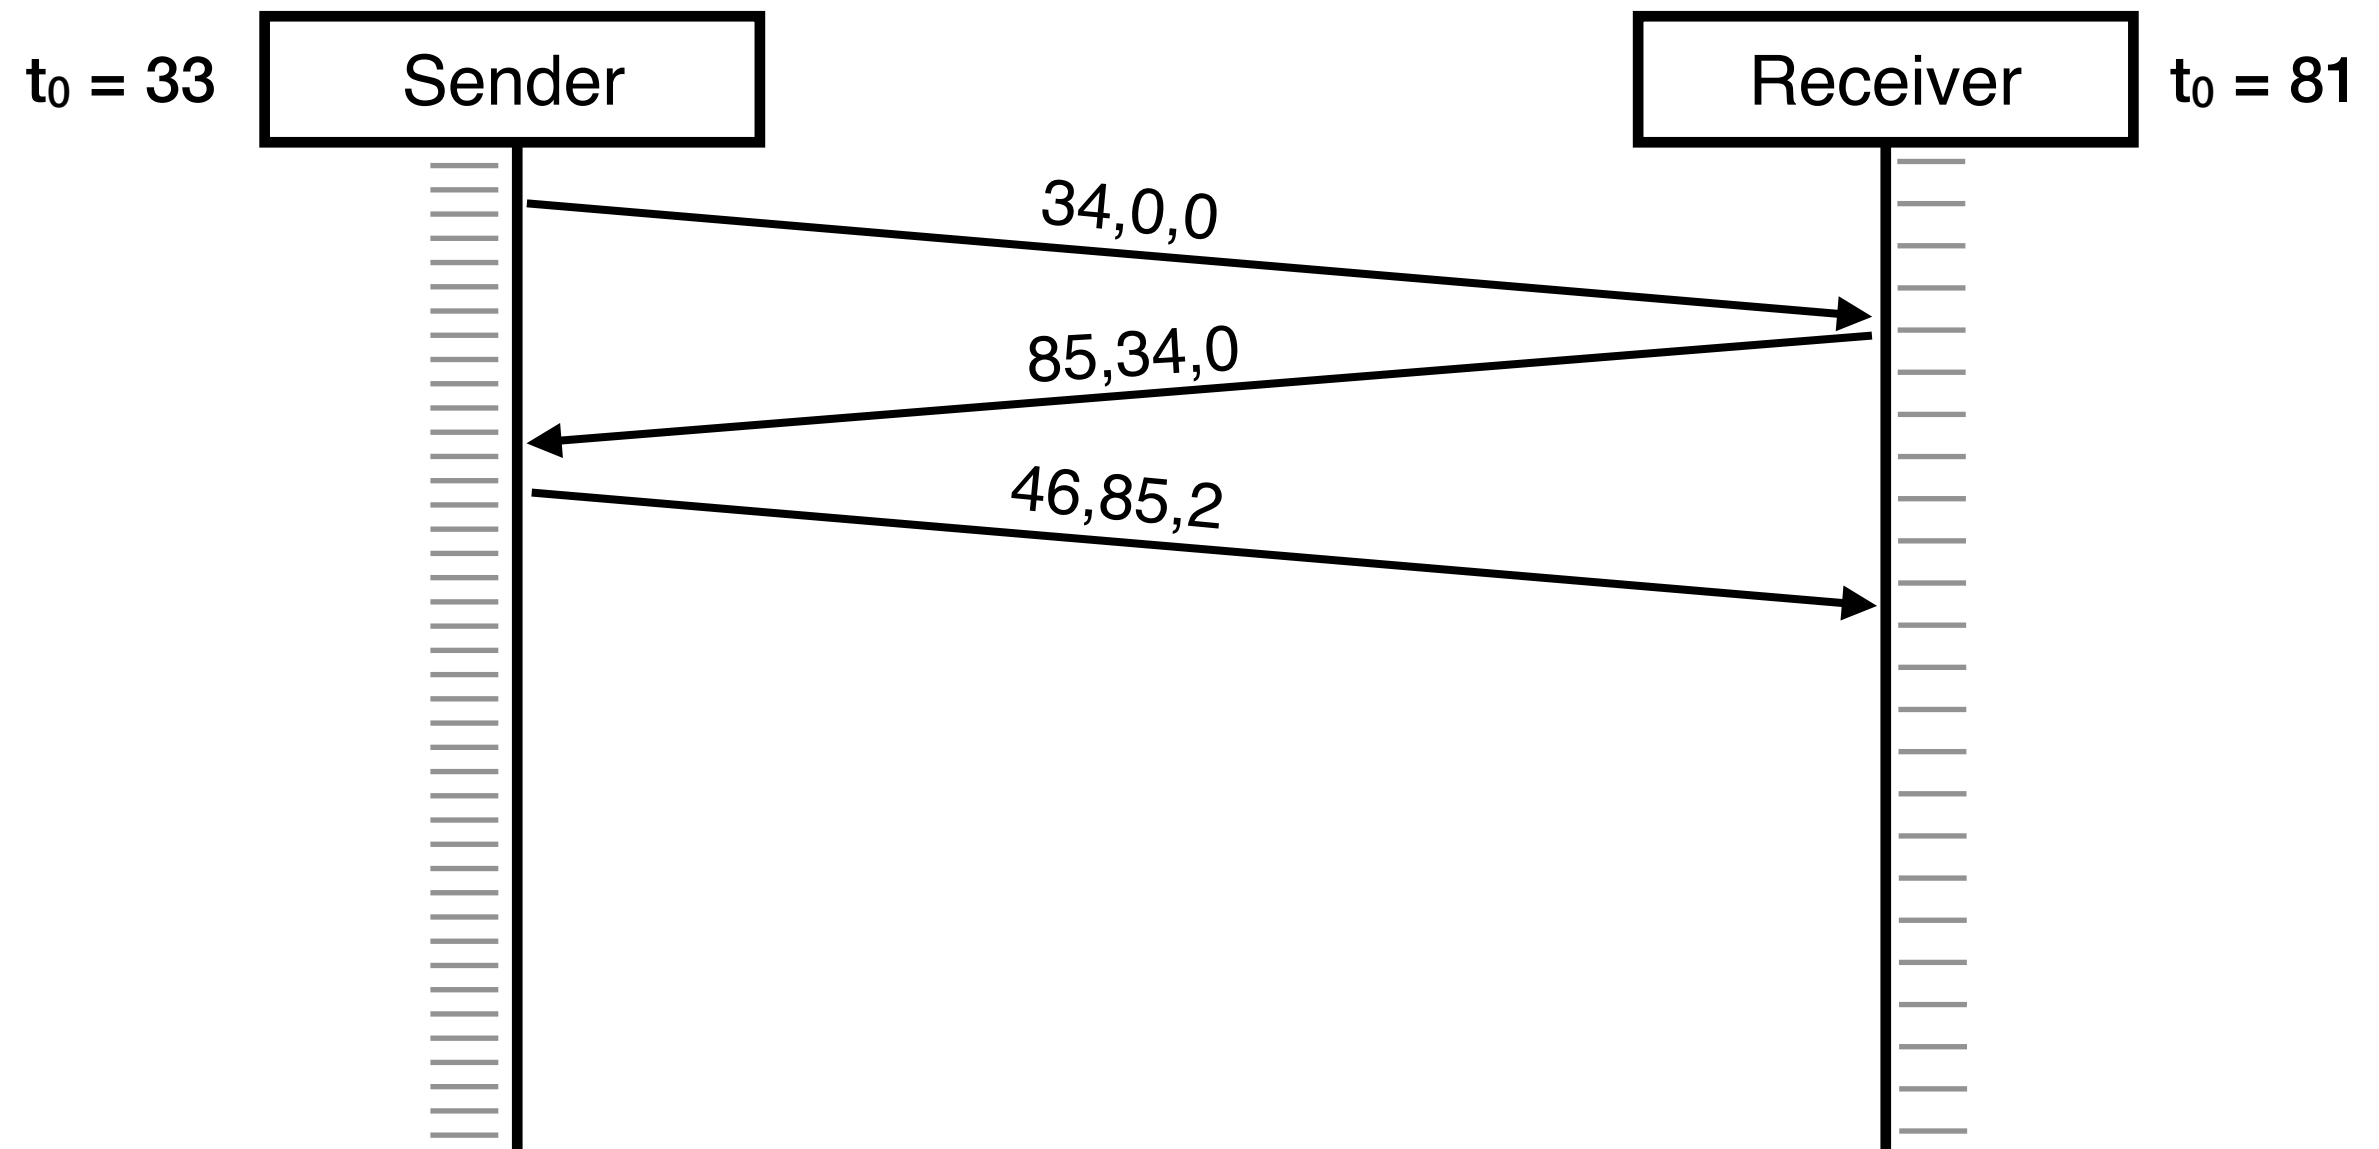 t₀ = 33
Sender
Receiver
t₀ = 81
34,0,0
85,34,0
46,85,2